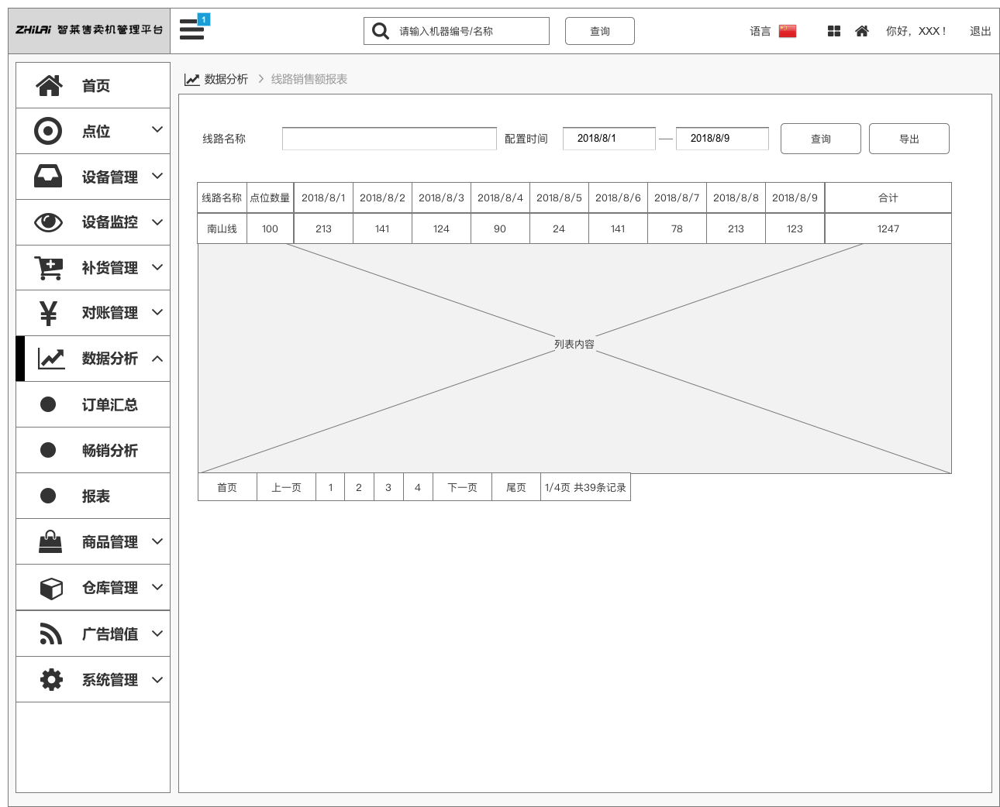 ZHiLAi 智莱售卖机管理平台
1
请输入机器编号/名称
查询
语言
你好，XXX！
退出
首页
点位
设备管理
设备监控
补货管理
对账管理
数据分析
订单汇总
畅销分析
报表
商品管理
仓库管理
广告增值
系统管理
数据分析 > 线路销售额报表
线路名称 配置时间 2018/8/1 — 2018/8/9 查询 导出
线路名称 点位数量 2018/8/1 2018/8/2 2018/8/3 2018/8/4 2018/8/5 2018/8/6 2018/8/7 2018/8/8 2018/8/9 合计
南山线 100 213 141 124 90 24 141 78 213 123 1247
列表内容
首页 上一页 1 2 3 4 下一页 尾页 1/4页 共39条记录